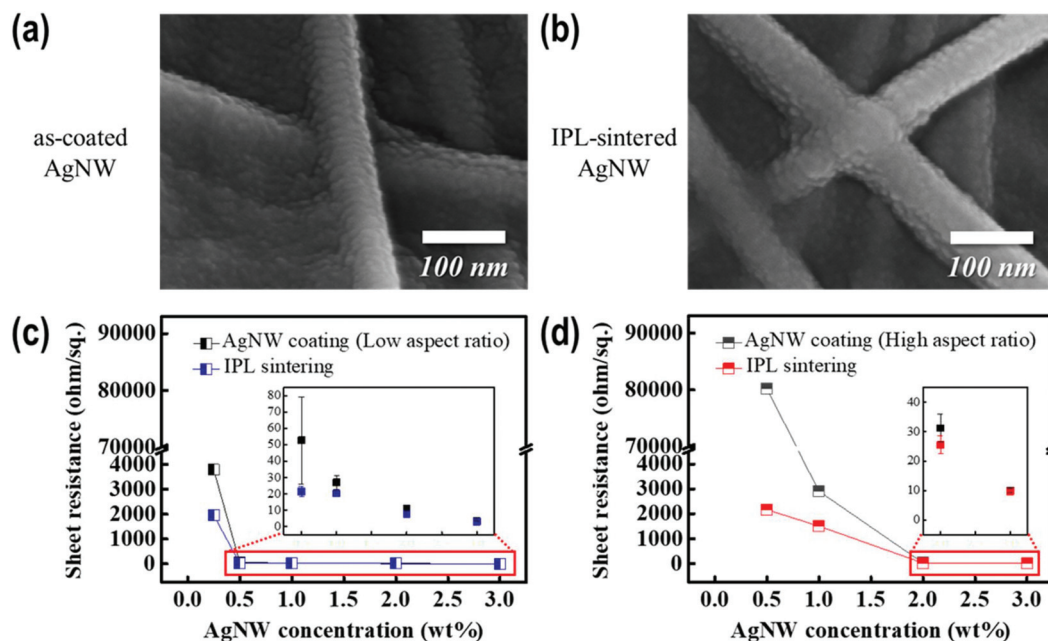 (a)
as-coated
AgNW
100 nm
(b)
IPL-sintered
AgNW
100 nm
(c)
Sheet resistance (ohm/sq.)
90000
80000
70000
4000
3000
2000
1000
0
AgNW coating (Low aspect ratio)
IPL sintering
80
70
60
50
40
30
20
10
0
0.0 0.5 1.0 1.5 2.0 2.5 3.0
AgNW concentration (wt%)
(d)
Sheet resistance (ohm/sq.)
90000
80000
70000
4000
3000
2000
1000
0
AgNW coating (High aspect ratio)
IPL sintering
40
30
20
10
0
0.0 0.5 1.0 1.5 2.0 2.5 3.0
AgNW concentration (wt%)